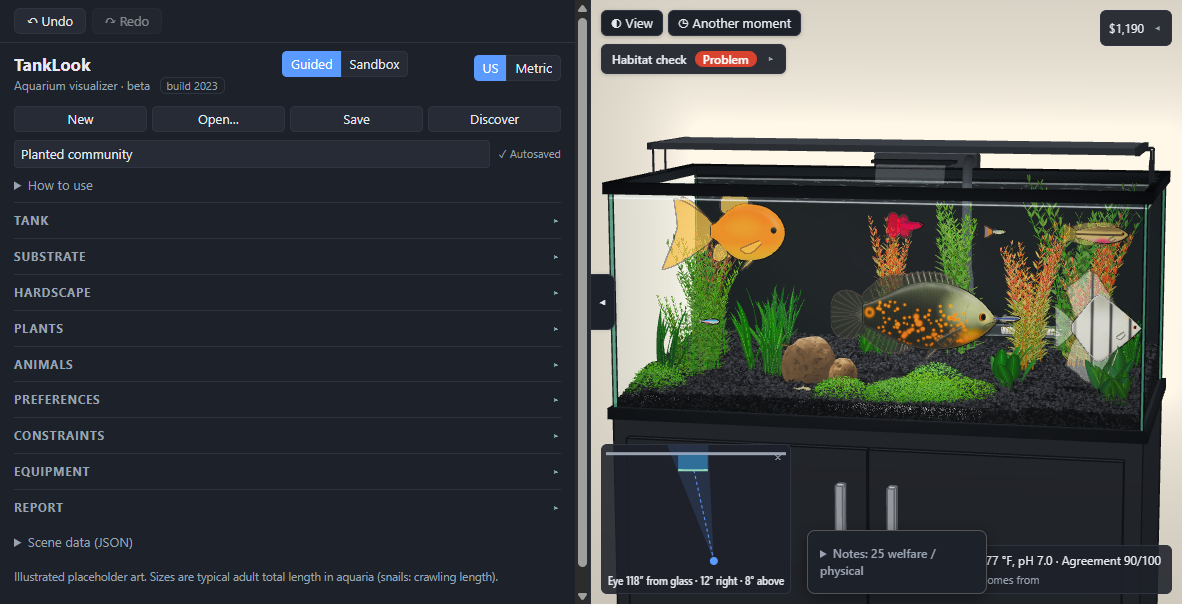 Undo
Redo
TankLook
Aquarium visualizer · beta build 2023
Guided Sandbox
US Metric
New Open... Save Discover
Planted community
✓ Autosaved
How to use
TANK
SUBSTRATE
HARDSCAPE
PLANTS
ANIMALS
PREFERENCES
CONSTRAINTS
EQUIPMENT
REPORT
Scene data (JSON)
Illustrated placeholder art. Sizes are typical adult total length in aquaria (snails: crawling length).
View
Another moment
$1,190
Habitat check Problem
Eye 118" from glass · 12° right · 8° above
Notes: 25 welfare /
physical
77 °F, pH 7.0 · Agreement 90/100
omes from